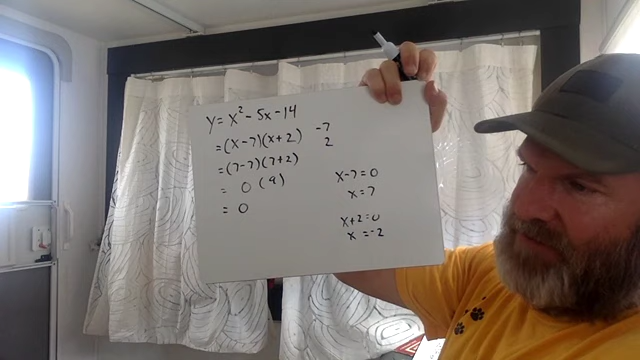 y = x² - 5x - 14
= (x - 7)(x + 2)
-7
2
= (7 - 7)(7 + 2)
= 0 (9)
= 0
x - 7 = 0
x = 7
x + 2 = 0
x = -2